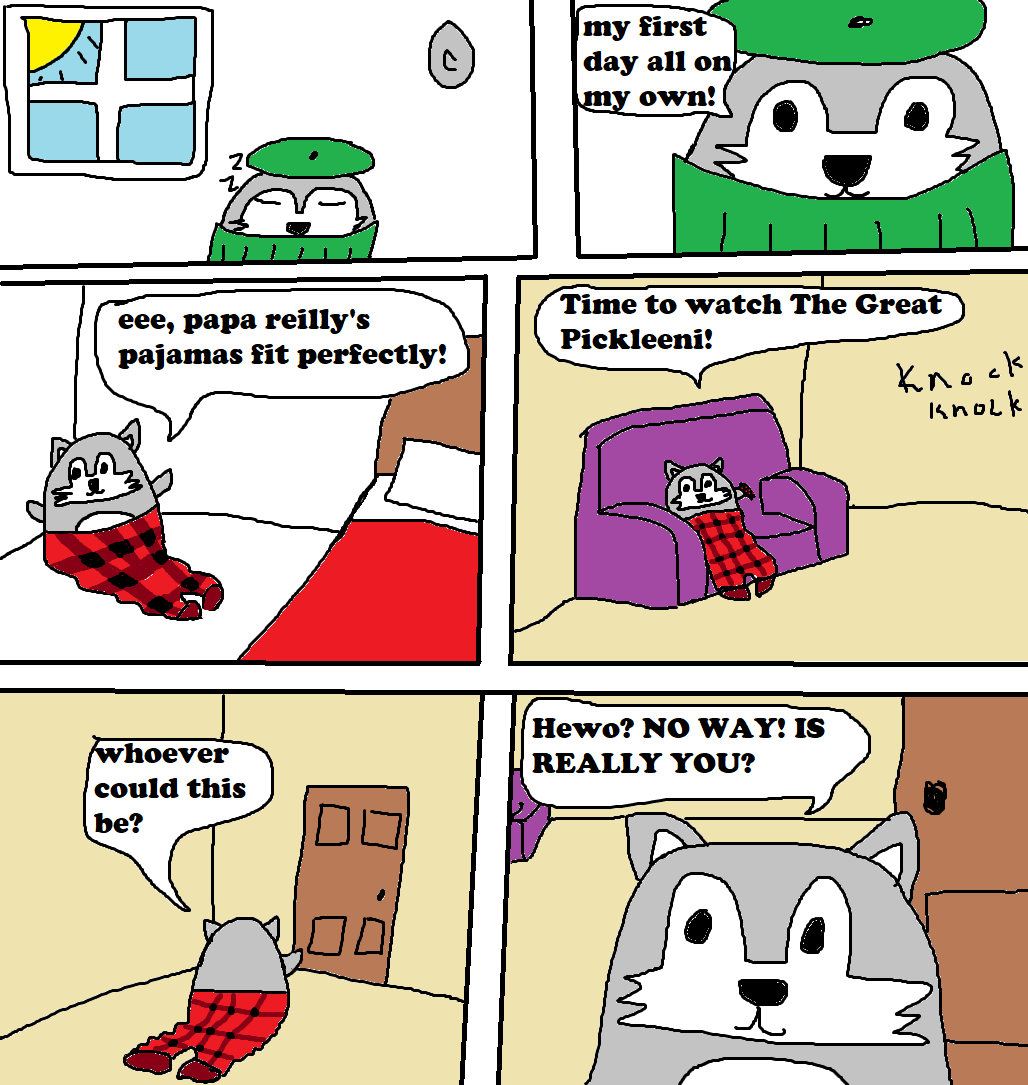 z
z
my first
day all on
my own!
eee, papa reilly's
pajamas fit perfectly!
Time to watch The Great
Pickleeni!
Knock
knock
whoever
could this
be?
Hewo? NO WAY! IS
REALLY YOU?